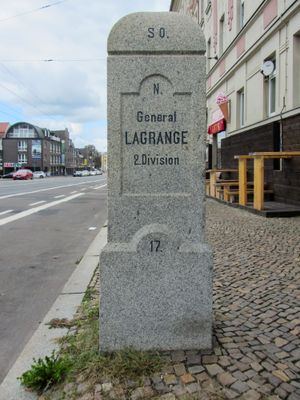 S O.
N.
General
LAGRANGE
2. Division
17.